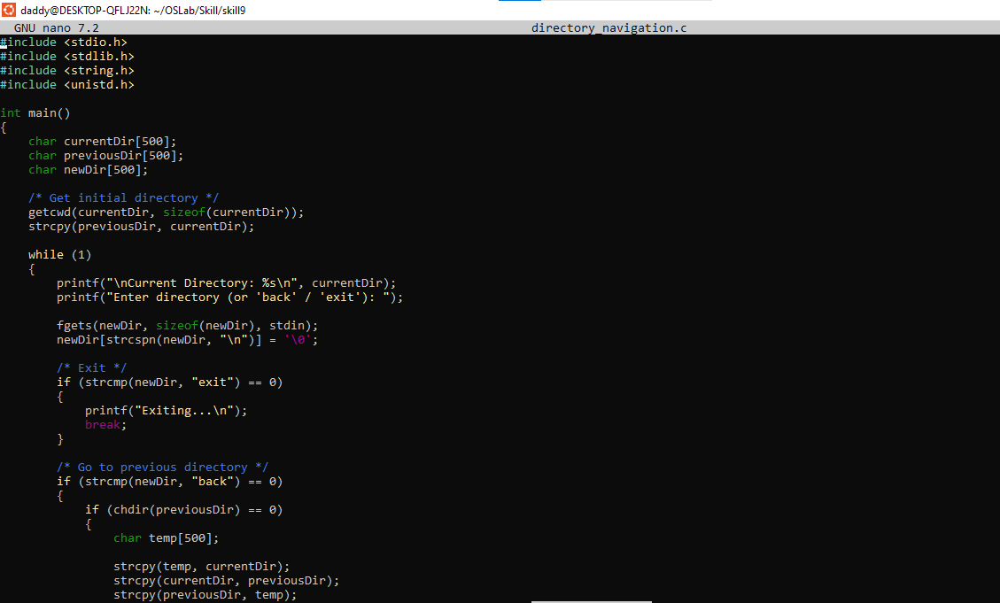 daddy@DESKTOP-QFLJ22N: ~/OSLab/Skill/skill9
GNU nano 7.2 directory_navigation.c
#include <stdio.h>
#include <stdlib.h>
#include <string.h>
#include <unistd.h>

int main()
{
    char currentDir[500];
    char previousDir[500];
    char newDir[500];

    /* Get initial directory */
    getcwd(currentDir, sizeof(currentDir));
    strcpy(previousDir, currentDir);

    while (1)
    {
        printf("\nCurrent Directory: %s\n", currentDir);
        printf("Enter directory (or 'back' / 'exit'): ");

        fgets(newDir, sizeof(newDir), stdin);
        newDir[strcspn(newDir, "\n")] = '\0';

        /* Exit */
        if (strcmp(newDir, "exit") == 0)
        {
            printf("Exiting...\n");
            break;
        }

        /* Go to previous directory */
        if (strcmp(newDir, "back") == 0)
        {
            if (chdir(previousDir) == 0)
            {
                char temp[500];

                strcpy(temp, currentDir);
                strcpy(currentDir, previousDir);
                strcpy(previousDir, temp);